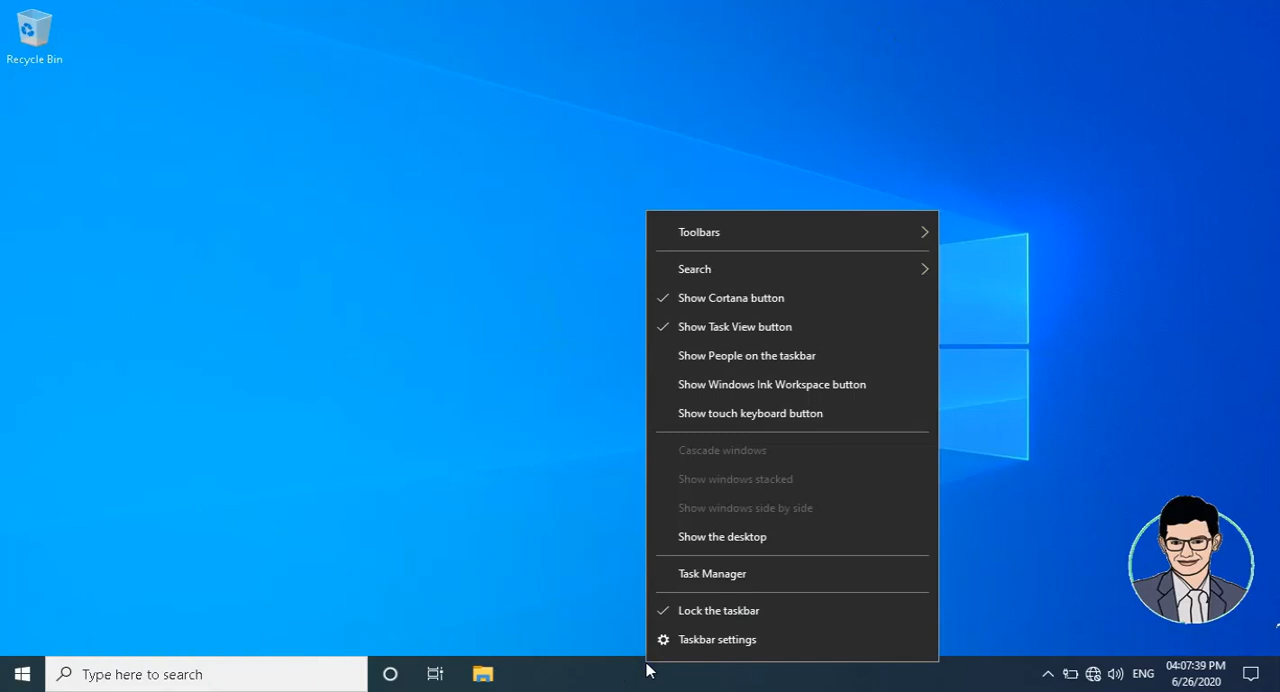 Recycle Bin
Toolbars
Search
Show Cortana button
Show Task View button
Show People on the taskbar
Show Windows Ink Workspace button
Show touch keyboard button
Cascade windows
Show windows stacked
Show windows side by side
Show the desktop
Task Manager
Lock the taskbar
Taskbar settings
Type here to search
ENG
04:07:39 PM
6/26/2020